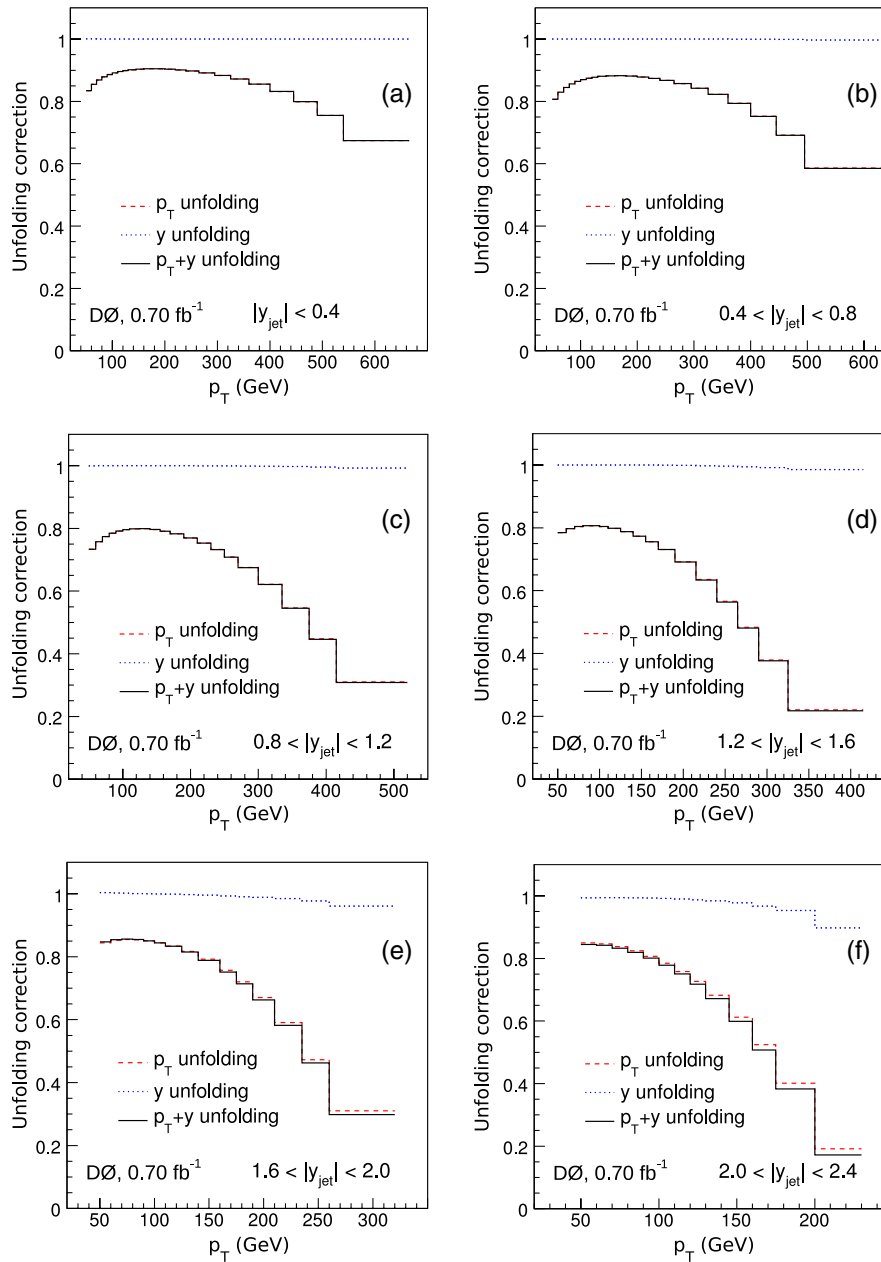 1
0.8
0.6
0.4
0.2
0
Unfolding correction
(a)
p_T unfolding
y unfolding
p_T+y unfolding
DØ, 0.70 fb⁻¹
|y_jet| < 0.4
100 200 300 400 500 600
p_T (GeV)
1
0.8
0.6
0.4
0.2
0
Unfolding correction
(b)
p_T unfolding
y unfolding
p_T+y unfolding
DØ, 0.70 fb⁻¹
0.4 < |y_jet| < 0.8
100 200 300 400 500 600
p_T (GeV)
1
0.8
0.6
0.4
0.2
0
Unfolding correction
(c)
p_T unfolding
y unfolding
p_T+y unfolding
DØ, 0.70 fb⁻¹
0.8 < |y_jet| < 1.2
100 200 300 400 500
p_T (GeV)
1
0.8
0.6
0.4
0.2
0
Unfolding correction
(d)
p_T unfolding
y unfolding
p_T+y unfolding
DØ, 0.70 fb⁻¹
1.2 < |y_jet| < 1.6
50 100 150 200 250 300 350 400
p_T (GeV)
1
0.8
0.6
0.4
0.2
0
Unfolding correction
(e)
p_T unfolding
y unfolding
p_T+y unfolding
DØ, 0.70 fb⁻¹
1.6 < |y_jet| < 2.0
50 100 150 200 250 300
p_T (GeV)
1
0.8
0.6
0.4
0.2
0
Unfolding correction
(f)
p_T unfolding
y unfolding
p_T+y unfolding
DØ, 0.70 fb⁻¹
2.0 < |y_jet| < 2.4
50 100 150 200
p_T (GeV)